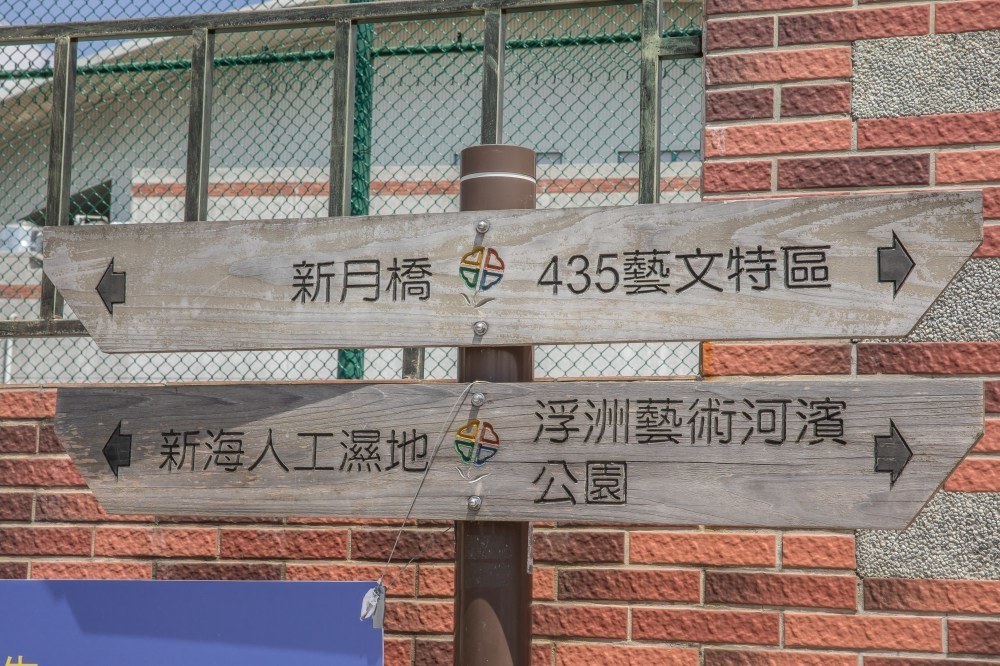 新月橋 435藝文特區
新海人工濕地 浮洲藝術河濱
公園